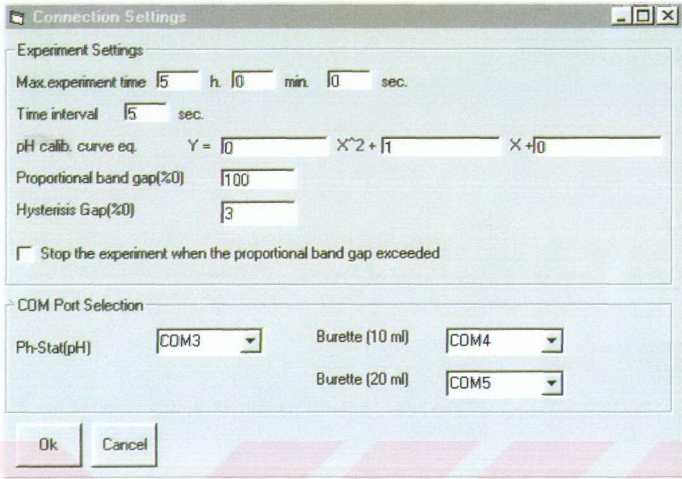 Connection Settings
Experiment Settings
Max.experiment time 5 h. 0 min. 0 sec.
Time interval 5 sec.
pH calib. curve eq. Y = 0 X^2 + 1 X + 0
Proportional band gap(%0) 100
Hysterisis Gap(%0) 3
Stop the experiment when the proportional band gap exceeded
COM Port Selection
Ph-Stat(pH) COM3 Burette (10 ml) COM4
Burette (20 ml) COM5
Ok Cancel